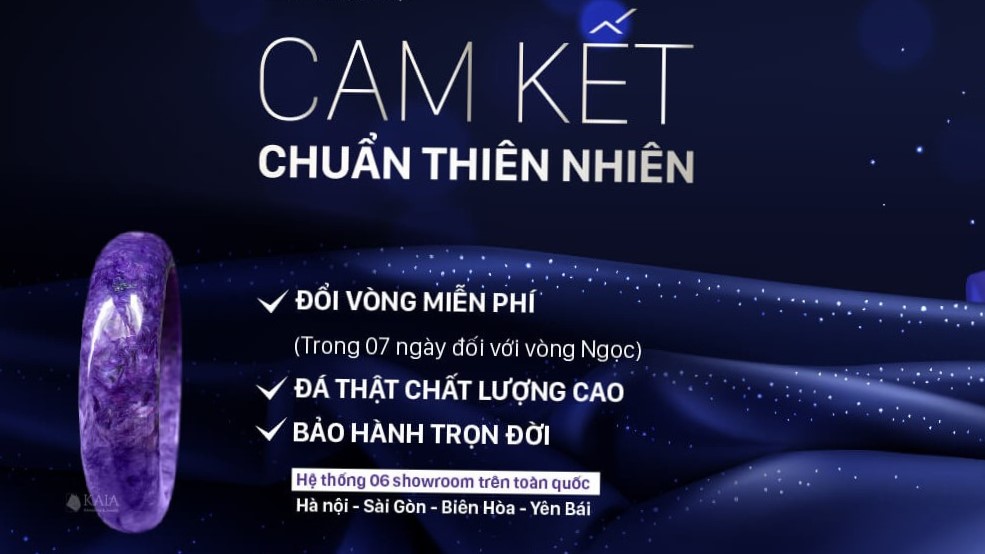 CAM KẾT
CHUẨN THIÊN NHIÊN
ĐỔI VÒNG MIỄN PHÍ
(Trong 07 ngày đối với vòng Ngọc)
ĐÁ THẬT CHẤT LƯỢNG CAO
BẢO HÀNH TRỌN ĐỜI
Hệ thống 06 showroom trên toàn quốc
Hà nội - Sài Gòn - Biên Hòa - Yên Bái
KAIA